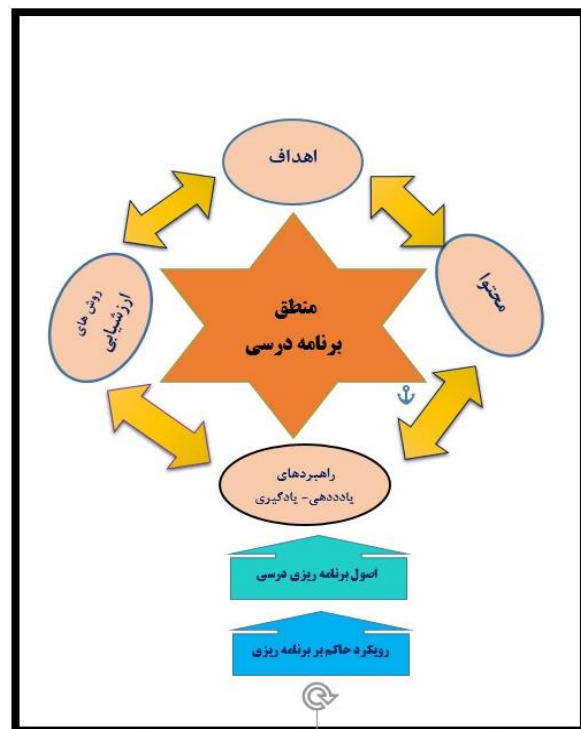 اهداف
محتوا
روش های
ارزشیابی
منطق
برنامه درسی
راهبردهای
یادددهی- یادگیری
اصول برنامه ریزی درسی
رویکرد حاکم بر برنامه ریزی